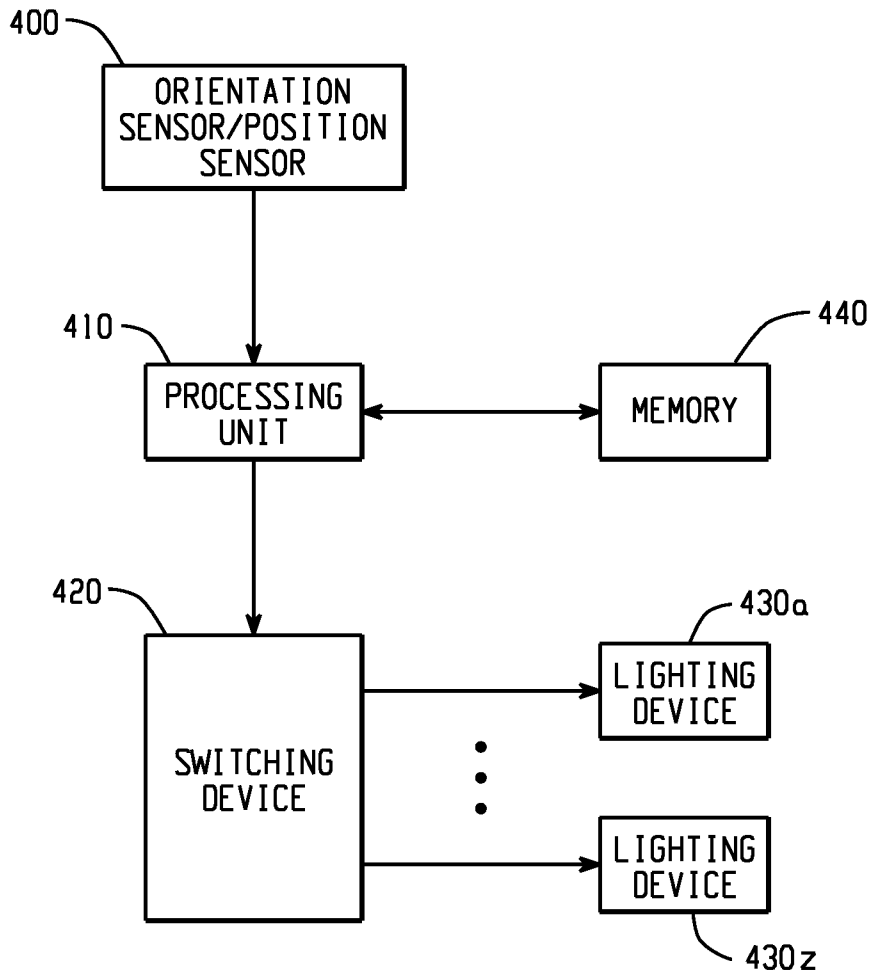 400
ORIENTATION
SENSOR/POSITION
SENSOR
410
PROCESSING
UNIT
440
MEMORY
420
SWITCHING
DEVICE
430a
LIGHTING
DEVICE
LIGHTING
DEVICE
430z